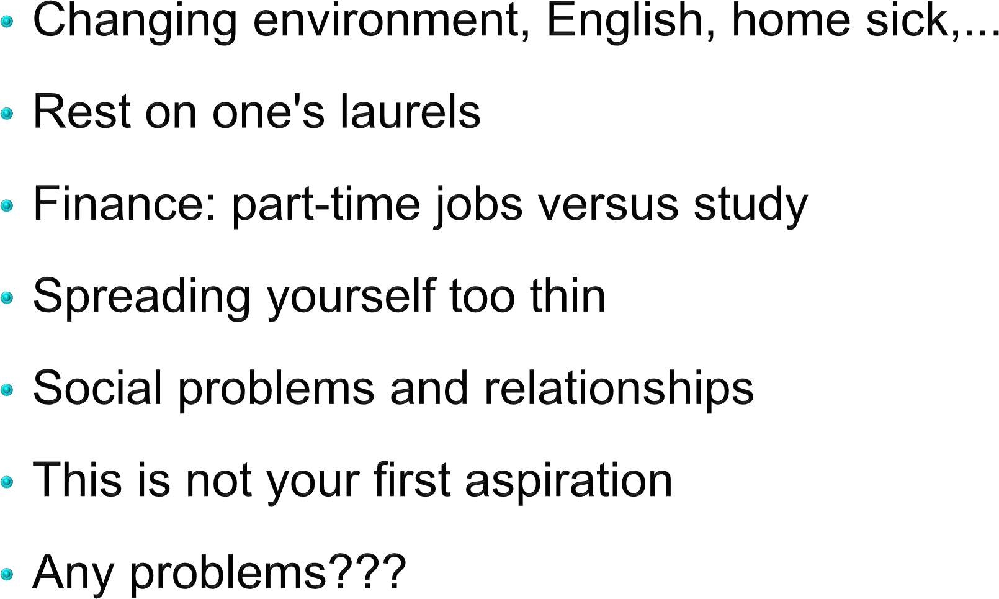 • Changing environment, English, home sick,...
• Rest on one's laurels
• Finance: part-time jobs versus study
• Spreading yourself too thin
• Social problems and relationships
• This is not your first aspiration
• Any problems???